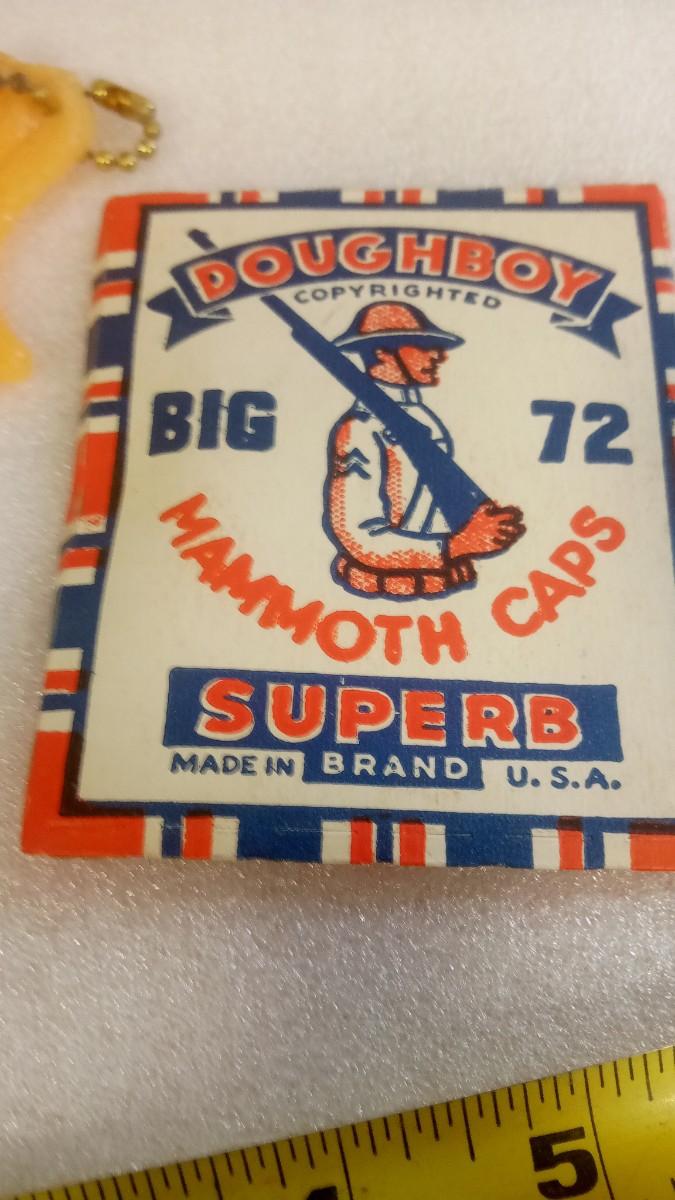 DOUGHBOY
COPYRIGHTED
BIG 72
MAMMOTH CAPS
SUPERB
MADE IN BRAND U.S.A.
5